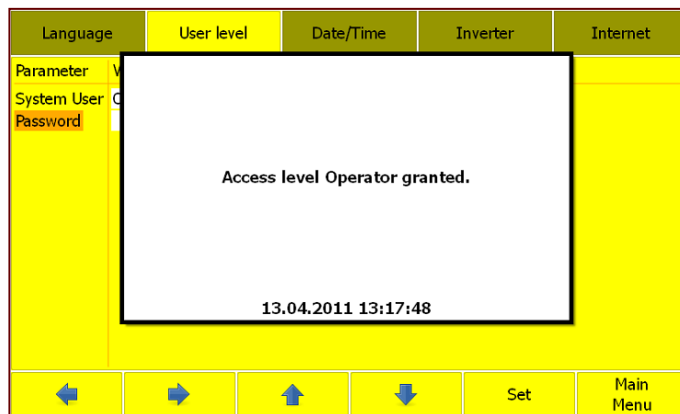 Language User level Date/Time Inverter Internet
Parameter
System User
Password
Access level Operator granted.
13.04.2011 13:17:48
Set Main Menu